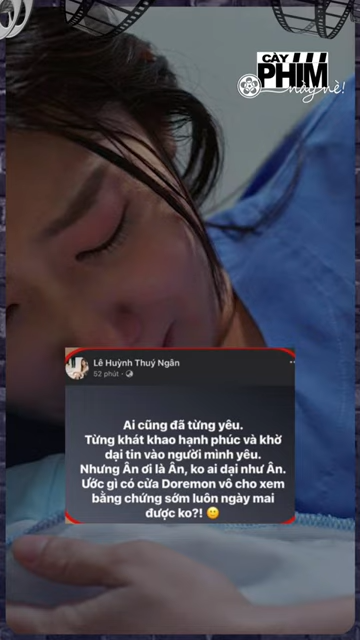 CÀY
PHIM
này nè!
Lê Huỳnh Thuý Ngân
52 phút ·
Ai cũng đã từng yêu.
Từng khát khao hạnh phúc và khờ
dại tin vào người mình yêu.
Nhưng Ân ơi là Ân, ko ai dại như Ân.
Ước gì có cửa Doremon vô cho xem
bằng chứng sớm luôn ngày mai
được ko?! 🙂